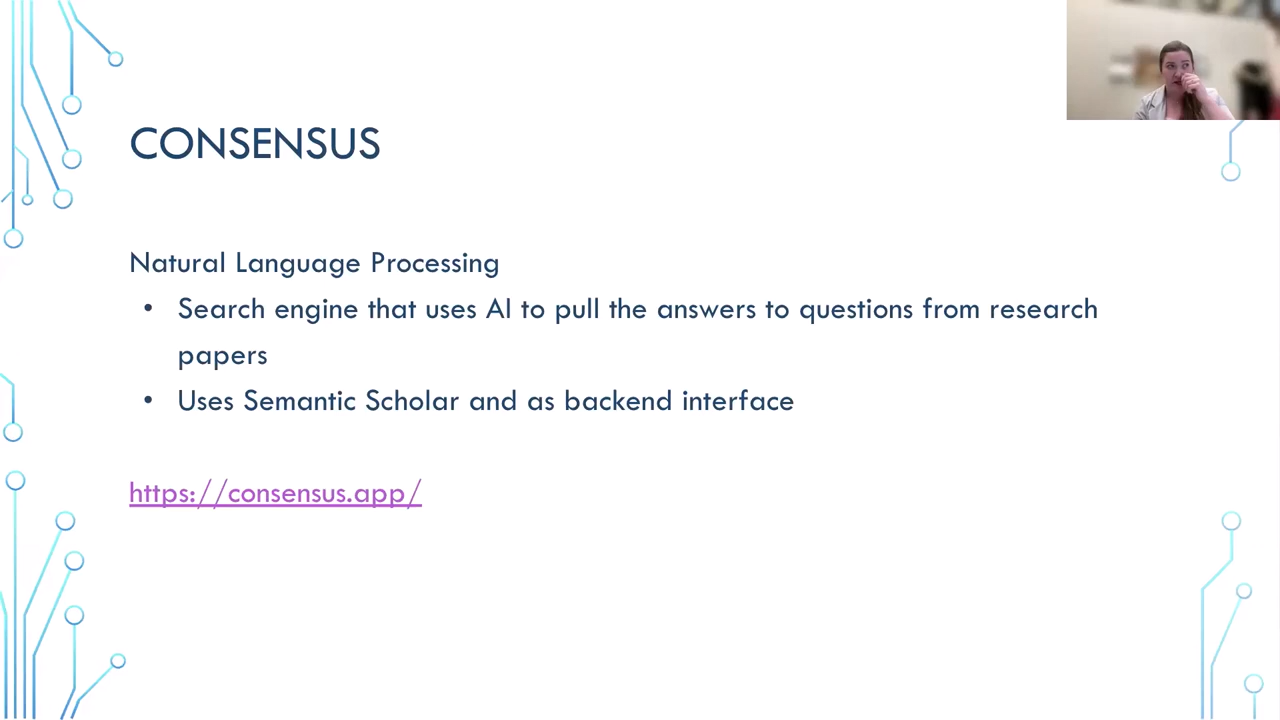 CONSENSUS
Natural Language Processing
• Search engine that uses AI to pull the answers to questions from research
papers
• Uses Semantic Scholar and as backend interface
https://consensus.app/